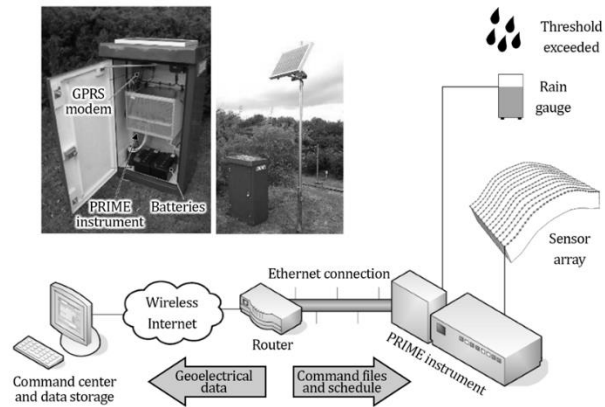 GPRS
modem
PRIME
instrument
Batteries
Threshold
exceeded
Rain
gauge
Sensor
array
Ethernet connection
Wireless
Internet
Router
PRIME instrument
Command center
and data storage
Geoelectrical
data
Command files
and schedule